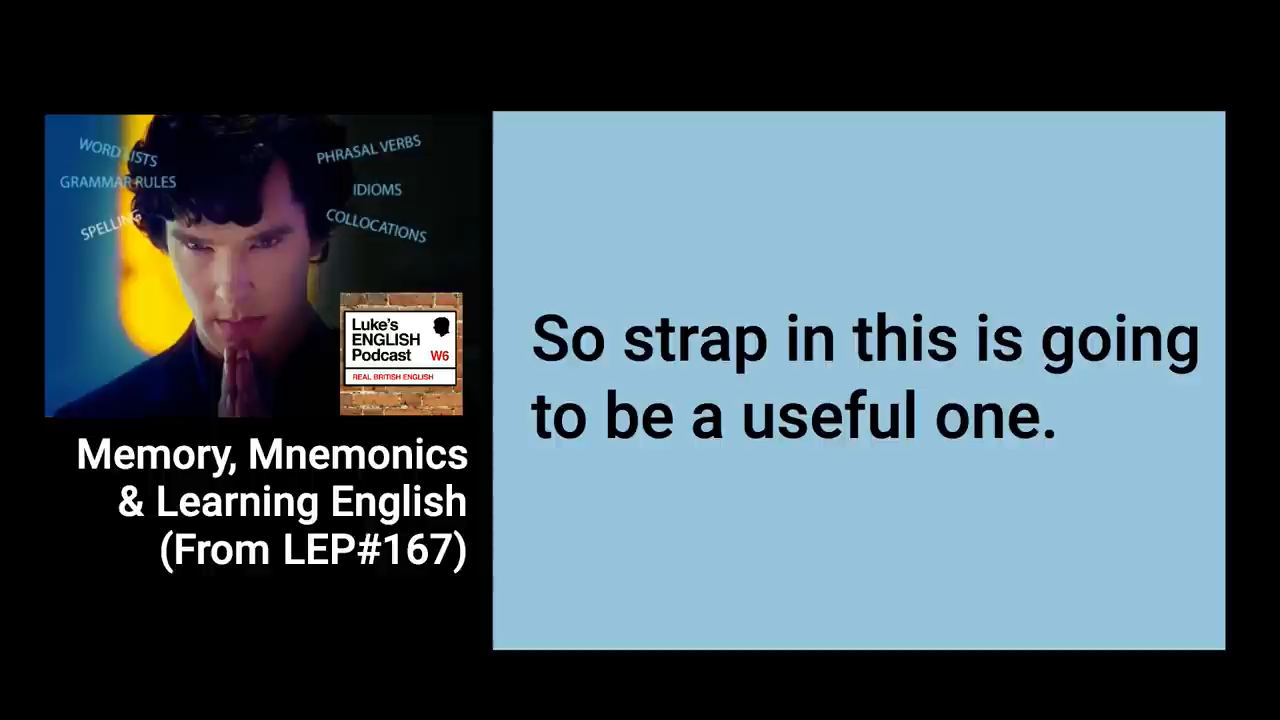 WORD LISTS
GRAMMAR RULES
SPELLING
PHRASAL VERBS
IDIOMS
COLLOCATIONS
Luke's
ENGLISH
Podcast W6
REAL BRITISH ENGLISH
Memory, Mnemonics
& Learning English
(From LEP#167)
So strap in this is going
to be a useful one.